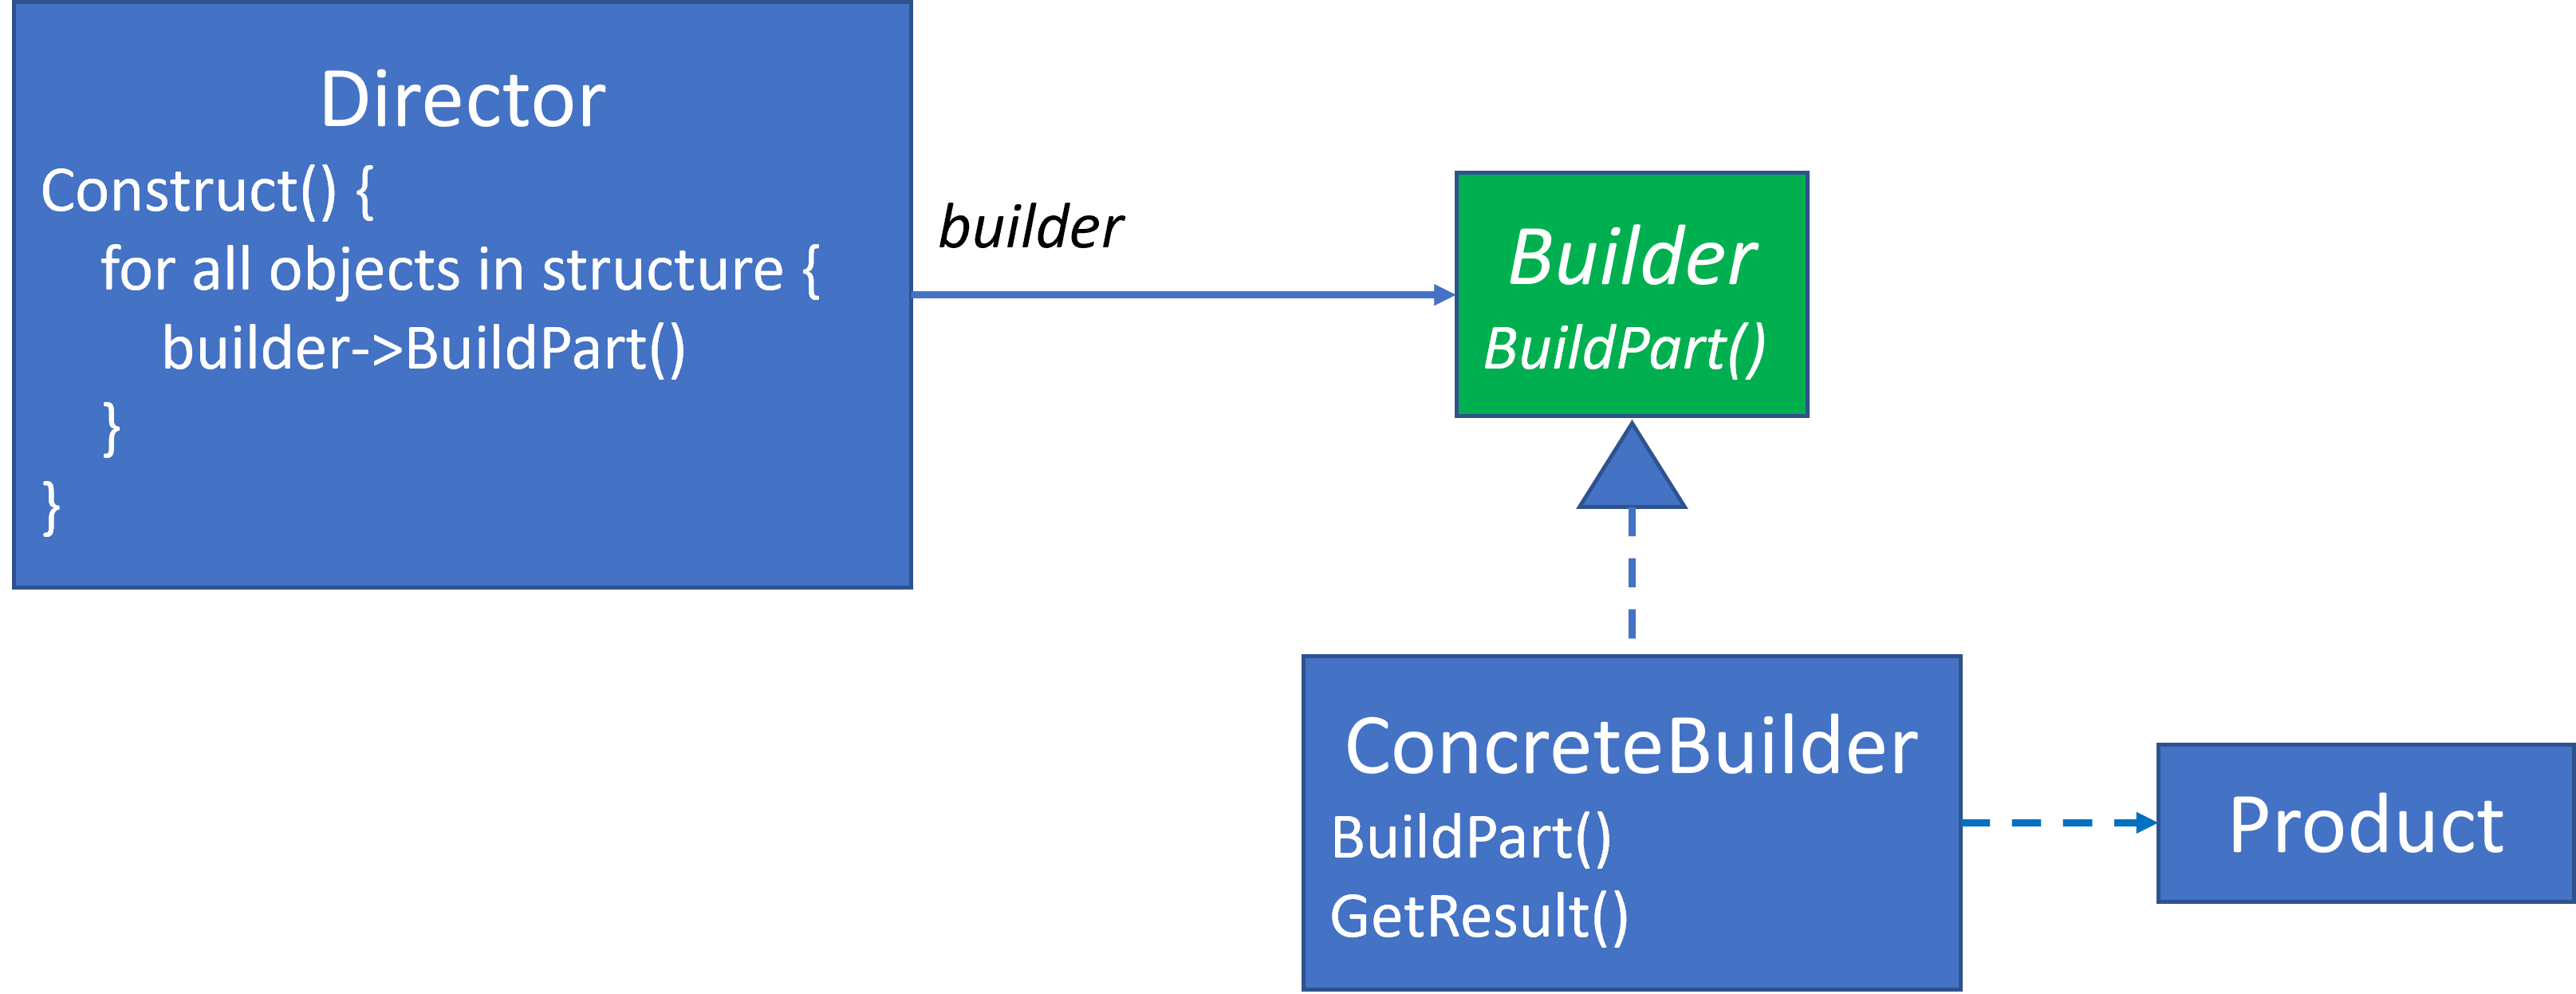 Director
Construct() {
for all objects in structure {
builder->BuildPart()
}
}
builder
Builder
BuildPart()
ConcreteBuilder
BuildPart()
GetResult()
Product